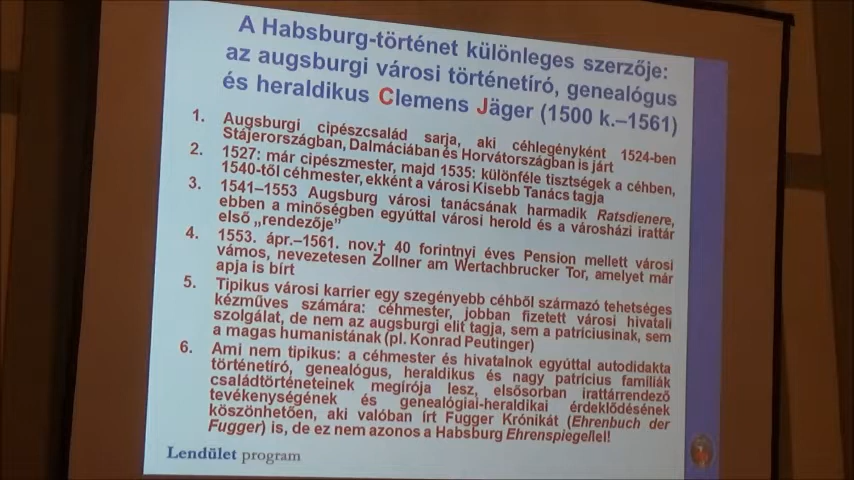 A Habsburg-történet különleges szerzője:
az augsburgi városi történetíró, genealógus
és heraldikus Clemens Jäger (1500 k.–1561)
1. Augsburgi cipészcsalád sarja, aki céhlegényként 1524-ben
Stájerországban, Dalmáciában és Horvátországban is járt
2. 1527: már cipészmester, majd 1535: különféle tisztségek a céhben,
1540-től céhmester, ekként a városi Kisebb Tanács tagja
3. 1541–1553 Augsburg városi tanácsának harmadik Ratsdienere,
ebben a minőségben egyúttal városi herold és a városházi irattár
első „rendezője”
4. 1553. ápr.–1561. nov.† 40 forintnyi éves Pension mellett városi
vámos, nevezetesen Zollner am Wertachbrucker Tor, amelyet már
apja is bírt
5. Tipikus városi karrier egy szegényebb céhből származó tehetséges
kézműves számára: céhmester, jobban fizetett városi hivatali
szolgálat, de nem az augsburgi elit tagja, sem a patríciusinak, sem
a magas humanistának (pl. Konrad Peutinger)
6. Ami nem tipikus: a céhmester és hivatalnok egyúttal autodidakta
történetíró, genealógus, heraldikus és nagy patrícius famíliák
családtörténeteinek megírója lesz, elsősorban irattárrendező
tevékenységének és genealógiai-heraldikai érdeklődésének
köszönhetően, aki valóban írt Fugger Krónikát (Ehrenbuch der
Fugger) is, de ez nem azonos a Habsburg Ehrenspiegellel!
Lendület program